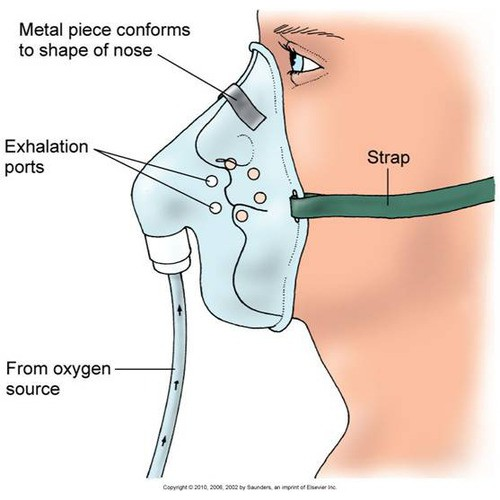 Metal piece conforms
to shape of nose
Exhalation
ports
Strap
From oxygen
source
Copyright © 2010, 2006, 2002 by Saunders, an imprint of Elsevier Inc.